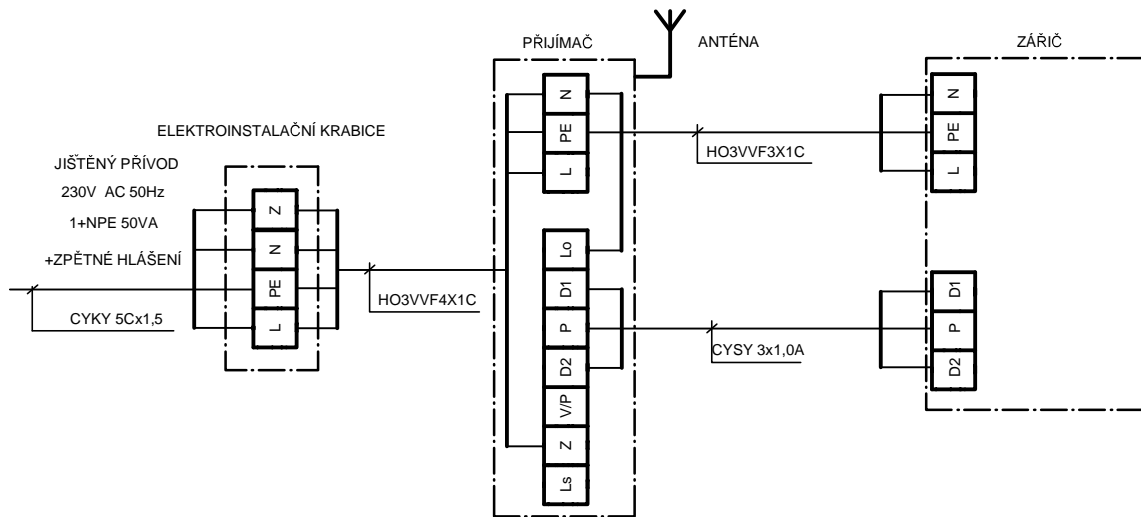 PŘIJÍMAČ
ANTÉNA
ZÁŘIČ
ELEKTROINSTALAČNÍ KRABICE
JIŠTĚNÝ PŘÍVOD
230V AC 50Hz
1+NPE 50VA
+ZPĚTNÉ HLÁŠENÍ
CYKY 5Cx1,5
Z
N
PE
L
HO3VVF4X1C
N
PE
L
Lo
D1
P
D2
V/P
Z
Ls
HO3VVF3X1C
CYSY 3x1,0A
N
PE
L
D1
P
D2